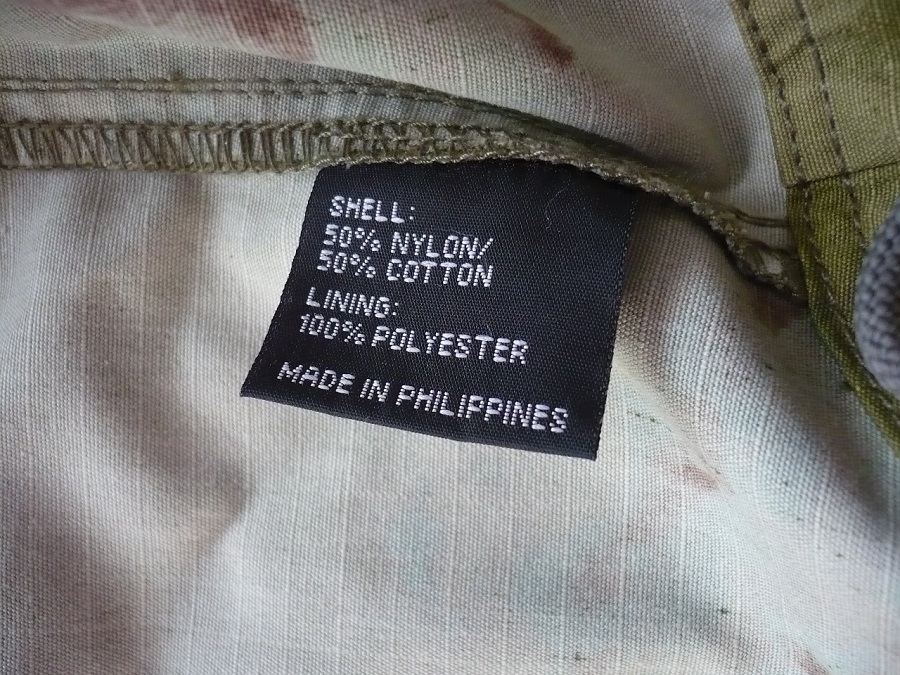 SHELL:
50% NYLON/
50% COTTON
LINING:
100% POLYESTER
MADE IN PHILIPPINES